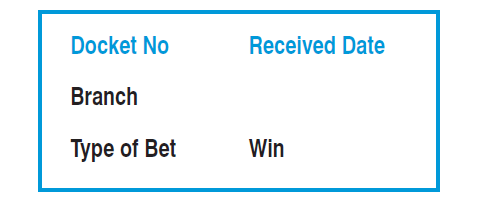 Docket No Received Date
Branch
Type of Bet Win